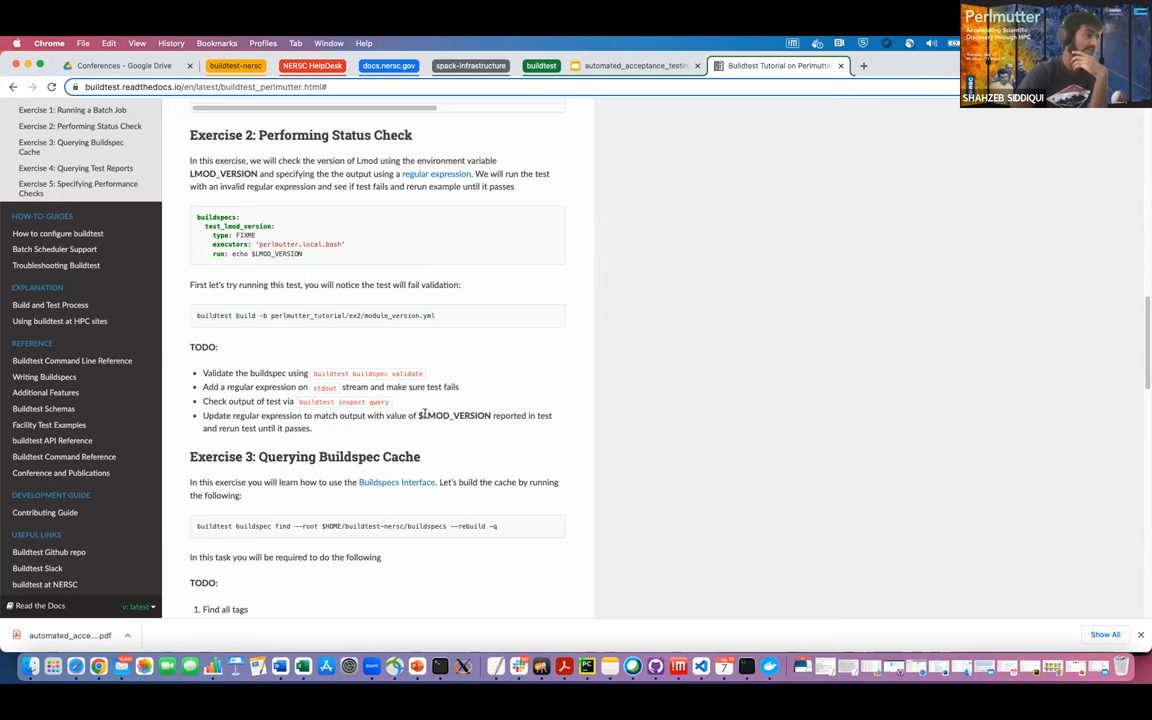 Chrome File Edit View History Bookmarks Profiles Tab Window Help
Conferences - Google Drive
buildtest-nersc
NERSC HelpDesk
docs.nersc.gov
spack-infrastructure
buildtest
automated_acceptance_testin
Buildtest Tutorial on Perlmutte
buildtest.readthedocs.io/en/latest/buildtest_perlmutter.html#
Perlmutter
Accelerating Scientific
Discovery through HPC
SHAHZEB SIDDIQUI
Exercise 1: Running a Batch Job
Exercise 2: Performing Status Check
Exercise 3: Querying Buildspec
Cache
Exercise 4: Querying Test Reports
Exercise 5: Specifying Performance
Checks
HOW-TO-GUIDES
How to configure buildtest
Batch Scheduler Support
Troubleshooting Buildtest
EXPLANATION
Build and Test Process
Using buildtest at HPC sites
REFERENCE
Buildtest Command Line Reference
Writing Buildspecs
Additional Features
Buildtest Schemas
Facility Test Examples
buildtest API Reference
Buildtest Command Reference
Conference and Publications
DEVELOPMENT GUIDE
Contributing Guide
USEFUL LINKS
Buildtest Github repo
Buildtest Slack
buildtest at NERSC
Read the Docs v: latest
Exercise 2: Performing Status Check
In this exercise, we will check the version of Lmod using the environment variable
LMOD_VERSION and specifying the the output using a regular expression. We will run the test
with an invalid regular expression and see if test fails and rerun example until it passes
buildspecs:
test_lmod_version:
type: FIXME
executors: 'perlmutter.local.bash'
run: echo $LMOD_VERSION
First let's try running this test, you will notice the test will fail validation:
buildtest build -b perlmutter_tutorial/ex2/module_version.yml
TODO:
• Validate the buildspec using buildtest buildspec validate
• Add a regular expression on stdout stream and make sure test fails
• Check output of test via buildtest inspect query
• Update regular expression to match output with value of $LMOD_VERSION reported in test
and rerun test until it passes.
Exercise 3: Querying Buildspec Cache
In this exercise you will learn how to use the Buildspecs Interface. Let's build the cache by running
the following:
buildtest buildspec find --root $HOME/buildtest-nersc/buildspecs --rebuild -q
In this task you will be required to do the following
TODO:
1. Find all tags
automated_acce....pdf
Show All